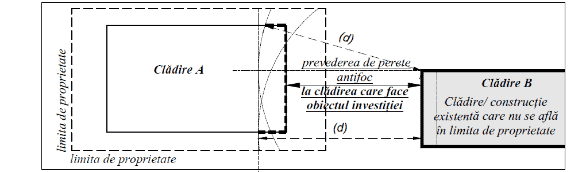 limita de proprietate
Clădire A
(d)
prevederea de perete
antifoc
la clădirea care face
obiectul investiției
(d)
limita de proprietate
Clădire B
Clădire/ construcție
existentă care nu se află
în limita de proprietate